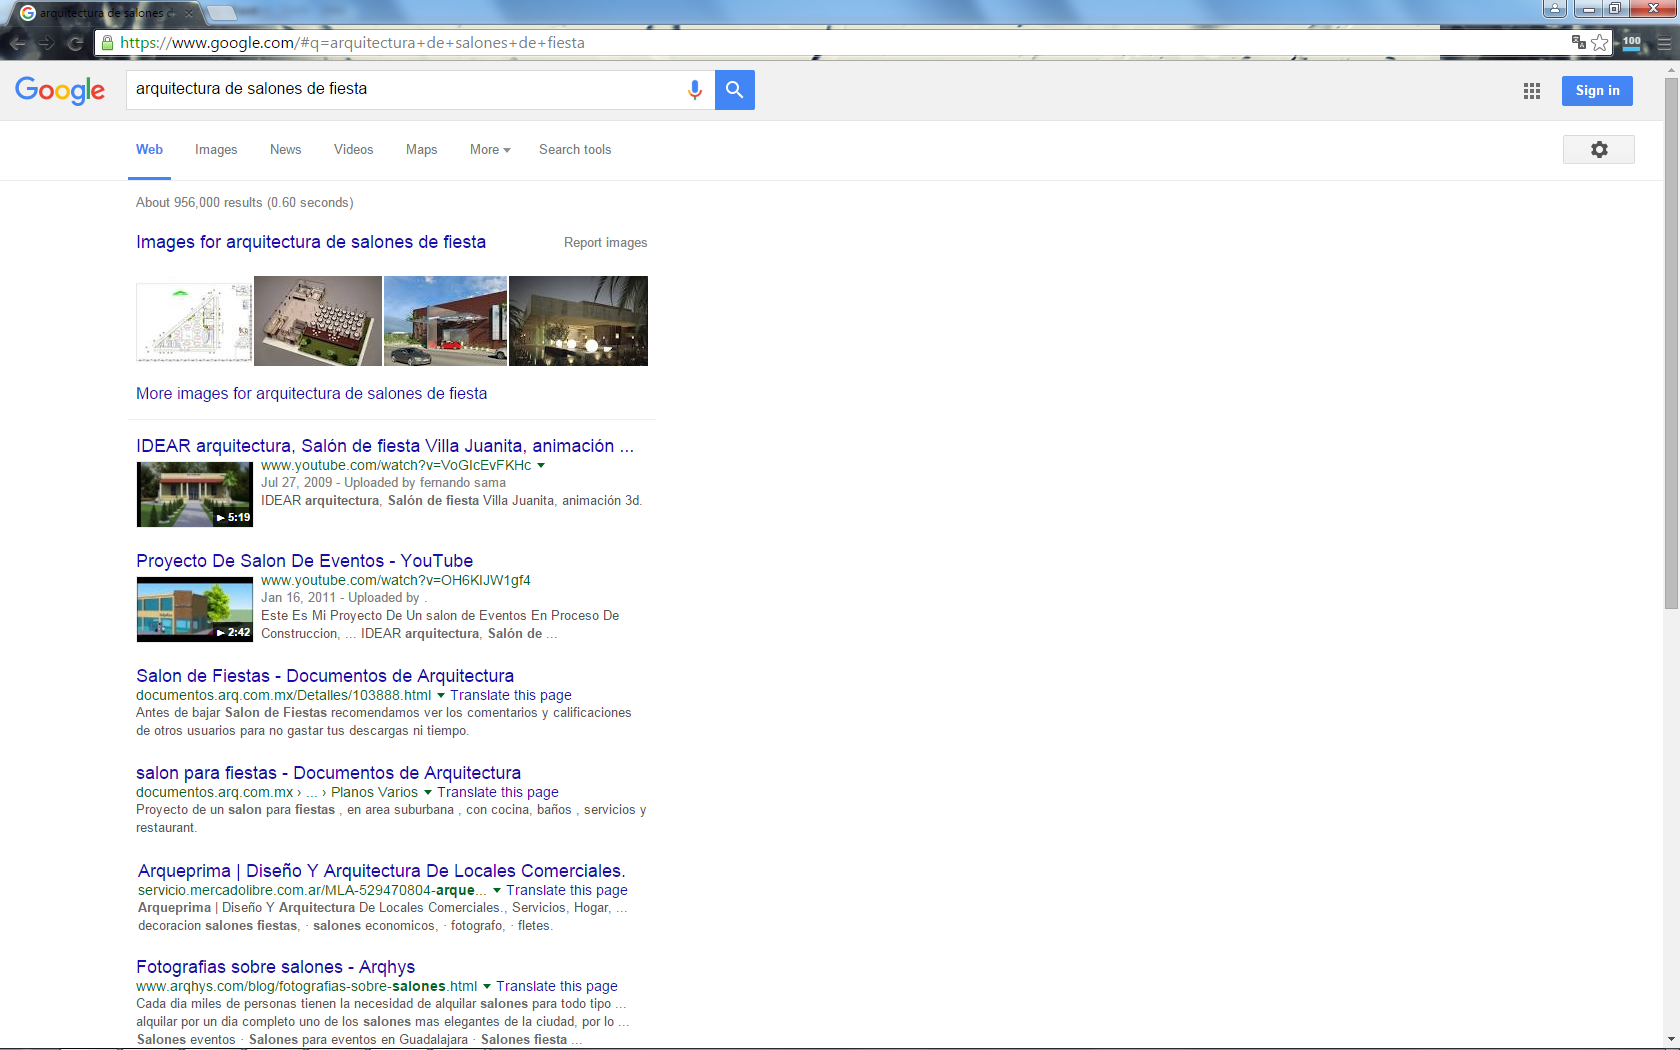 arquitectura de salones d
https://www.google.com/#q=arquitectura+de+salones+de+fiesta
100
Google
arquitectura de salones de fiesta
Sign in
Web Images News Videos Maps More Search tools
About 956,000 results (0.60 seconds)
Images for arquitectura de salones de fiesta
Report images
More images for arquitectura de salones de fiesta
IDEAR arquitectura, Salón de fiesta Villa Juanita, animación ...
www.youtube.com/watch?v=VoGIcEvFKHc
Jul 27, 2009 - Uploaded by fernando sama
IDEAR arquitectura, Salón de fiesta Villa Juanita, animación 3d.
5:19
Proyecto De Salon De Eventos - YouTube
www.youtube.com/watch?v=OH6KIJW1gf4
Jan 16, 2011 - Uploaded by .
Este Es Mi Proyecto De Un salon de Eventos En Proceso De
Construccion, ... IDEAR arquitectura, Salón de ...
2:42
Salon de Fiestas - Documentos de Arquitectura
documentos.arq.com.mx/Detalles/103888.html Translate this page
Antes de bajar Salon de Fiestas recomendamos ver los comentarios y calificaciones
de otros usuarios para no gastar tus descargas ni tiempo.
salon para fiestas - Documentos de Arquitectura
documentos.arq.com.mx › ... › Planos Varios Translate this page
Proyecto de un salon para fiestas , en area suburbana , con cocina, baños , servicios y
restaurant.
Arqueprima | Diseño Y Arquitectura De Locales Comerciales.
servicio.mercadolibre.com.ar/MLA-529470804-arque... Translate this page
Arqueprima | Diseño Y Arquitectura De Locales Comerciales., Servicios, Hogar, ...
decoracion salones fiestas, · salones economicos, · fotografo, · fletes.
Fotografias sobre salones - Arqhys
www.arqhys.com/blog/fotografias-sobre-salones.html Translate this page
Cada dia miles de personas tienen la necesidad de alquilar salones para todo tipo ...
alquilar por un dia completo uno de los salones mas elegantes de la ciudad, por lo ...
Salones eventos · Salones para eventos en Guadalajara · Salones fiesta ...